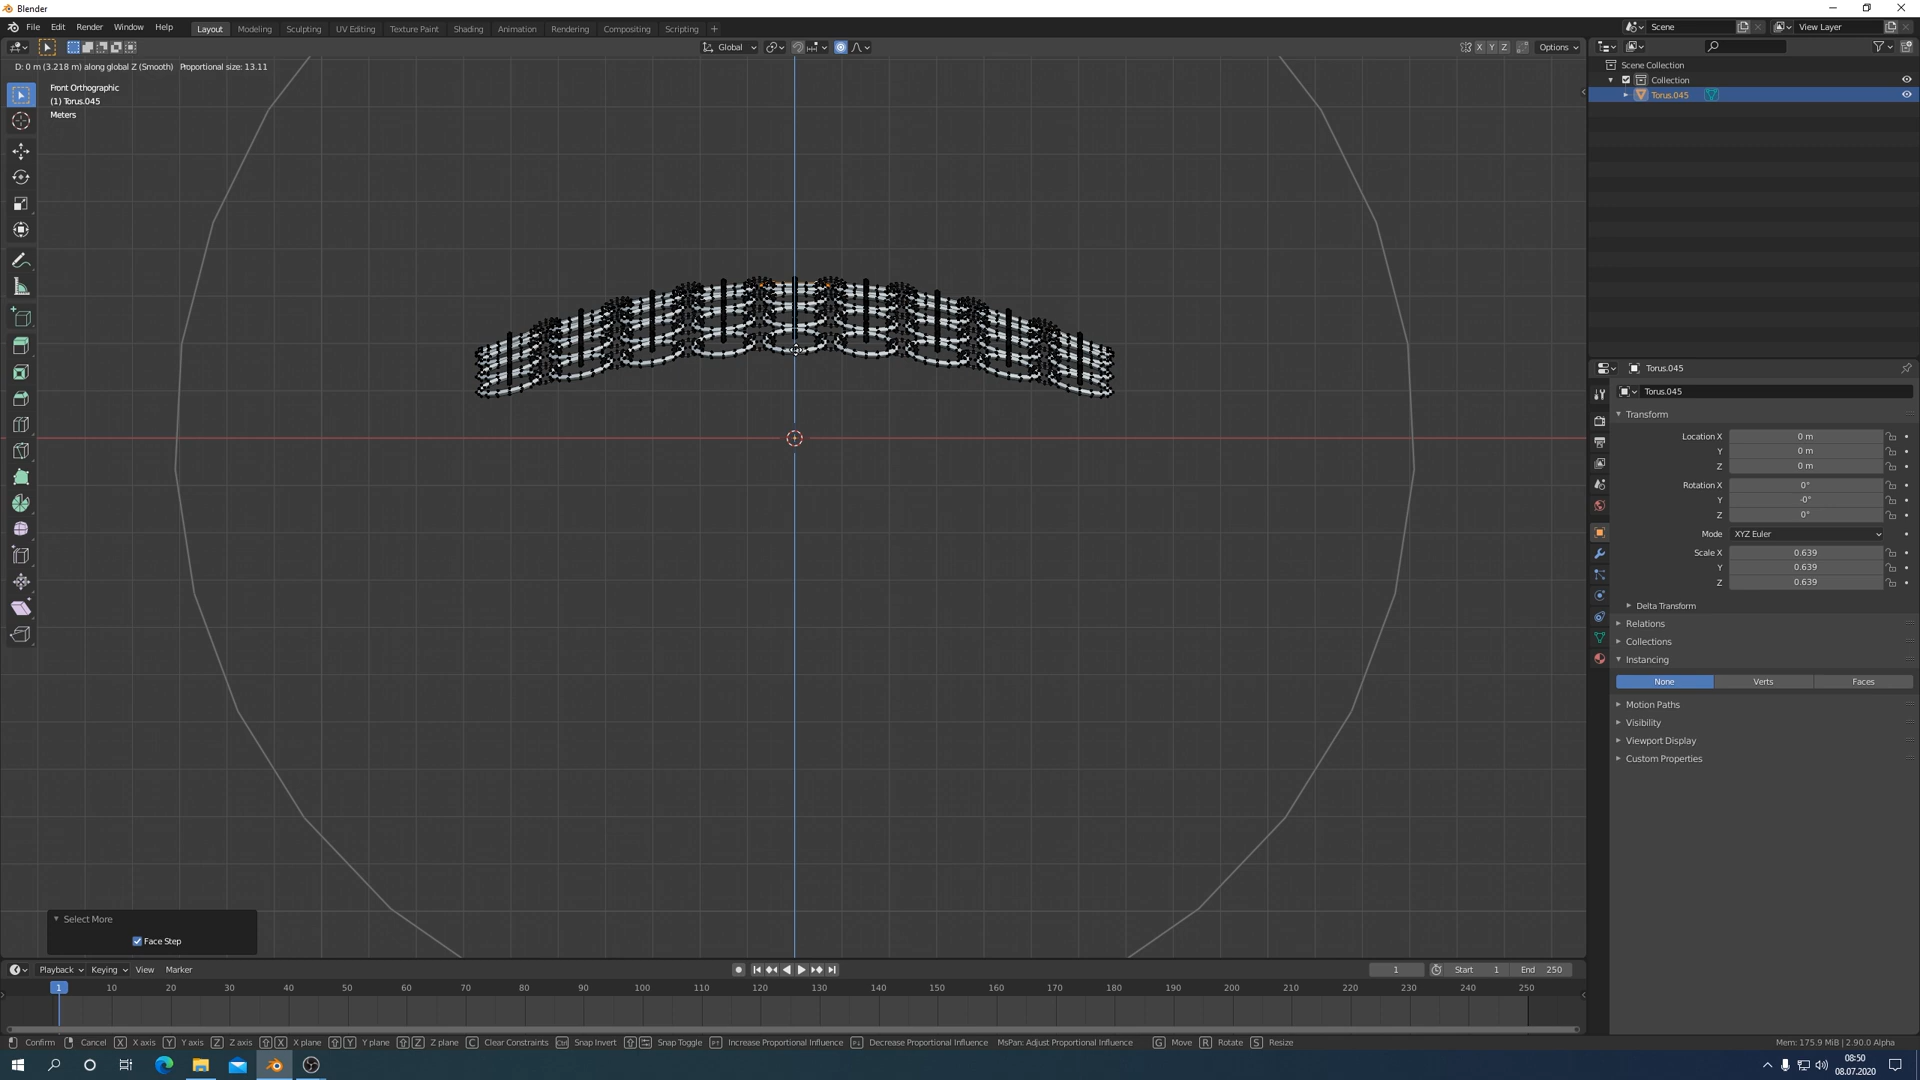 Blender
File Edit Render Window Help Layout Modeling Sculpting UV Editing Texture Paint Shading Animation Rendering Compositing Scripting + Scene View Layer
Global X Y Z Options
D: 0 m (3.218 m) along global Z (Smooth) Proportional size: 13.11
Front Orthographic
(1) Torus.045
Meters
Scene Collection
Collection
Torus.045
Torus.045
Torus.045
Transform
Location X 0 m
Y 0 m
Z 0 m
Rotation X 0°
Y -0°
Z 0°
Mode XYZ Euler
Scale X 0.639
Y 0.639
Z 0.639
Delta Transform
Relations
Collections
Instancing
None Verts Faces
Motion Paths
Visibility
Viewport Display
Custom Properties
Select More
Face Step
Playback Keying View Marker 1 Start 1 End 250
1 10 20 30 40 50 60 70 80 90 100 110 120 130 140 150 160 170 180 190 200 210 220 230 240 250
Confirm Cancel X X axis Y Y axis Z Z axis X X plane Y Y plane Z Z plane C Clear Constraints Ctrl Snap Invert Snap Toggle Increase Proportional Influence Decrease Proportional Influence MsPan: Adjust Proportional Influence G Move R Rotate S Resize Mem: 175.9 MiB | 2.90.0 Alpha
08:50
08.07.2020